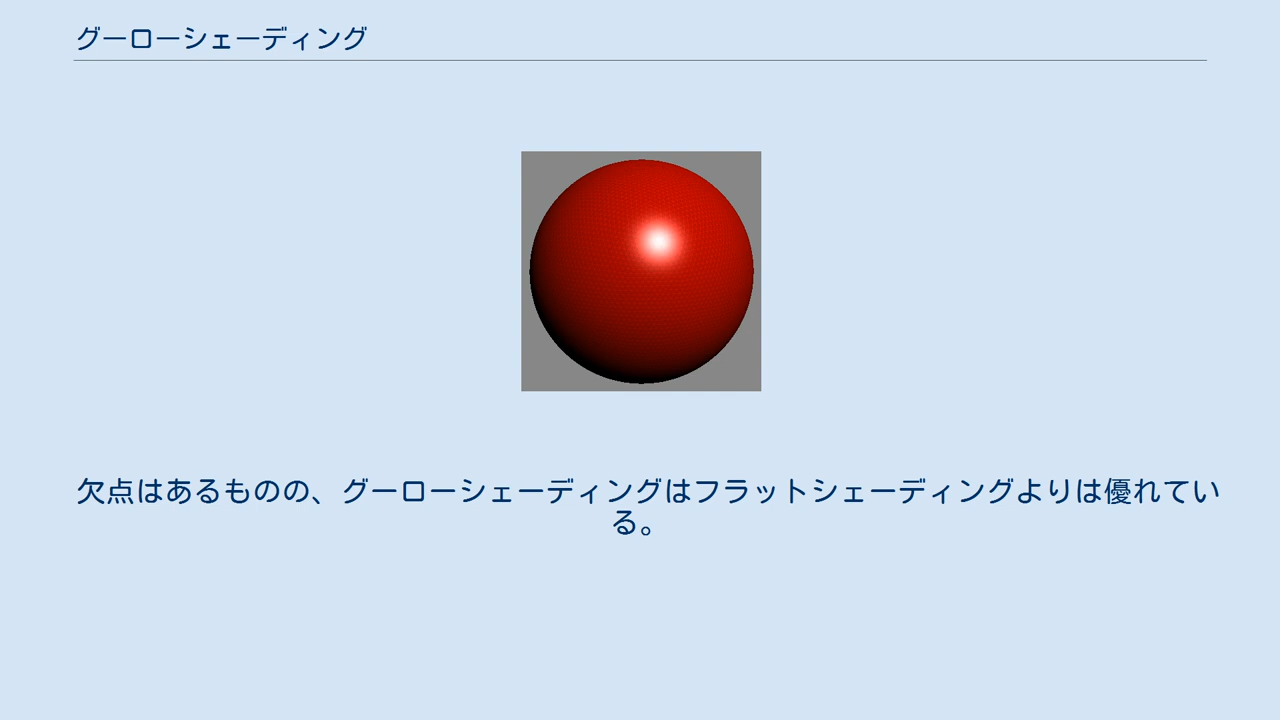 グーローシェーディング
欠点はあるものの、グーローシェーディングはフラットシェーディングよりは優れてい
る。